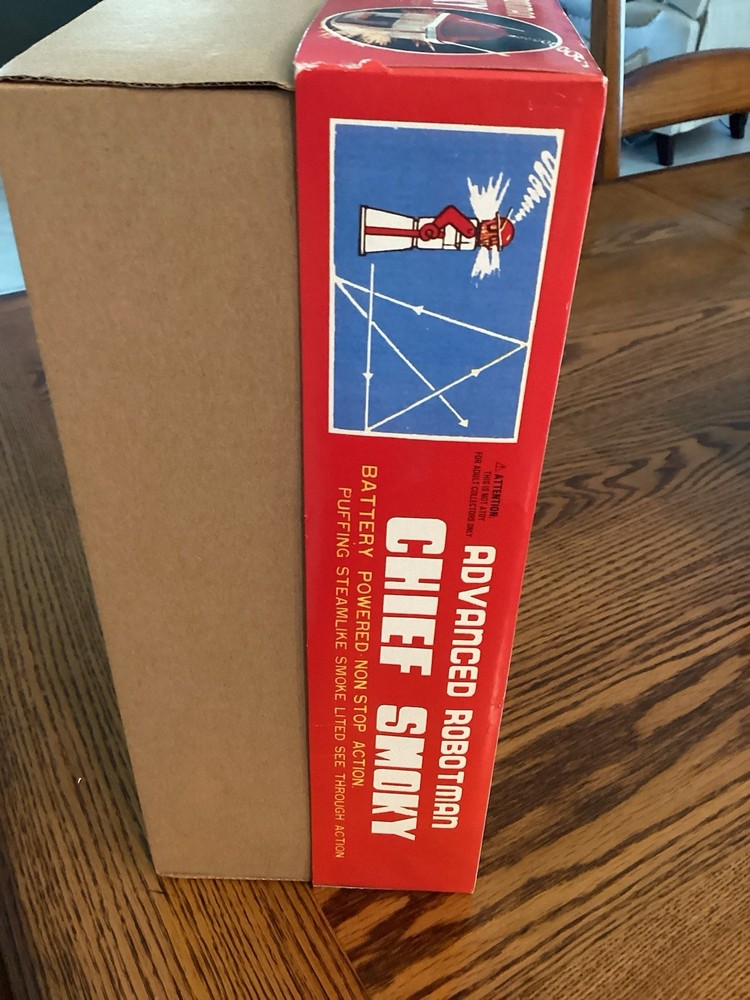 ⚠ ATTENTION:
THIS IS NOT A TOY
FOR ADULT COLLECTORS ONLY
ADVANCED ROBOTMAN
CHIEF SMOKY
BATTERY POWERED·NON STOP ACTION.
PUFFING STEAMLIKE SMOKE LITED SEE THROUGH ACTION